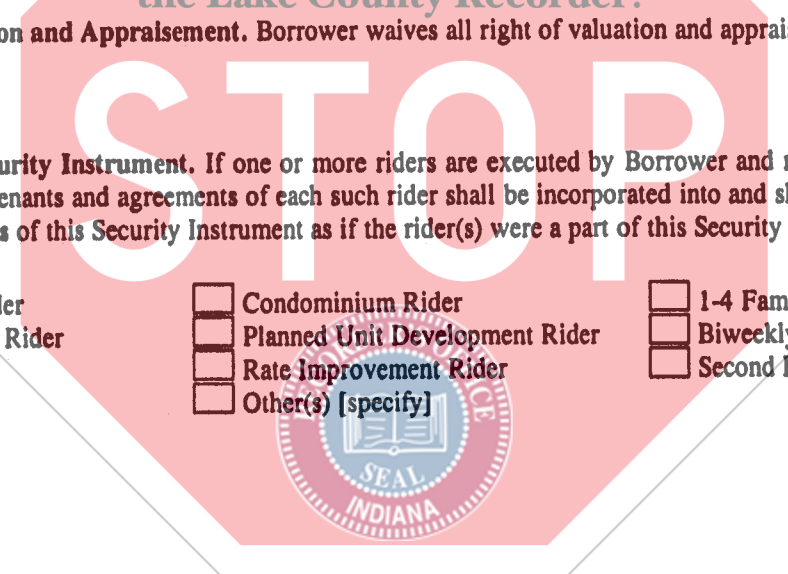 the Lake County Recorder!
on and Appraisement. Borrower waives all right of valuation and apprais
STOP
urity Instrument. If one or more riders are executed by Borrower and r
enants and agreements of each such rider shall be incorporated into and sh
s of this Security Instrument as if the rider(s) were a part of this Security
der Condominium Rider 1-4 Fam
Rider Planned Unit Development Rider Biweekly
Rate Improvement Rider Second
Other(s) [specify]
RECORDER'S OFFICE
SEAL
INDIANA